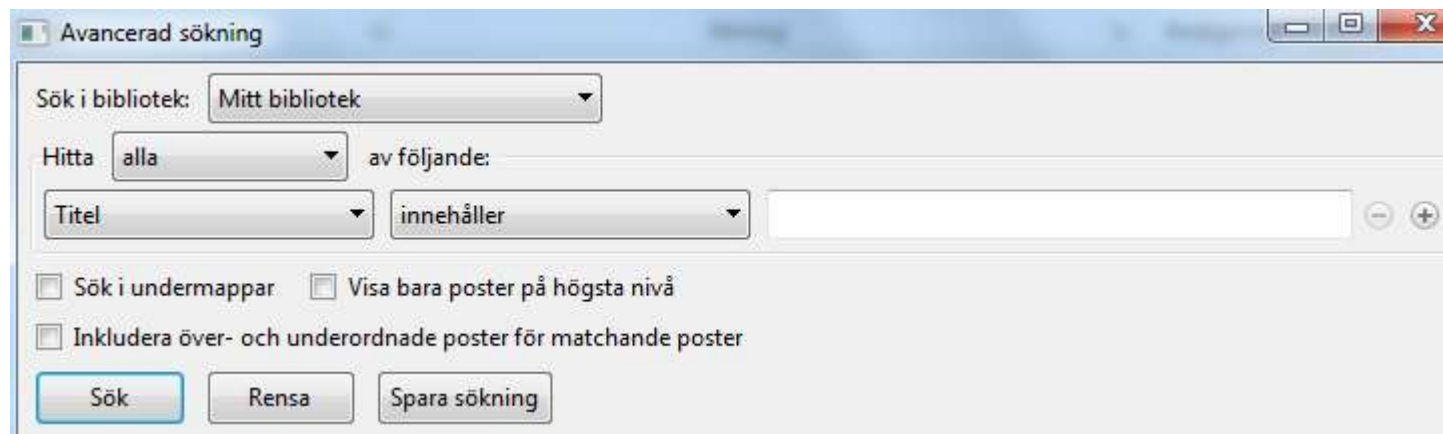 Avancerad sökning
Sök i bibliotek: Mitt bibliotek
Hitta alla av följande:
Titel innehåller
Sök i undermappar Visa bara poster på högsta nivå
Inkludera över- och underordnade poster för matchande poster
Sök Rensa Spara sökning